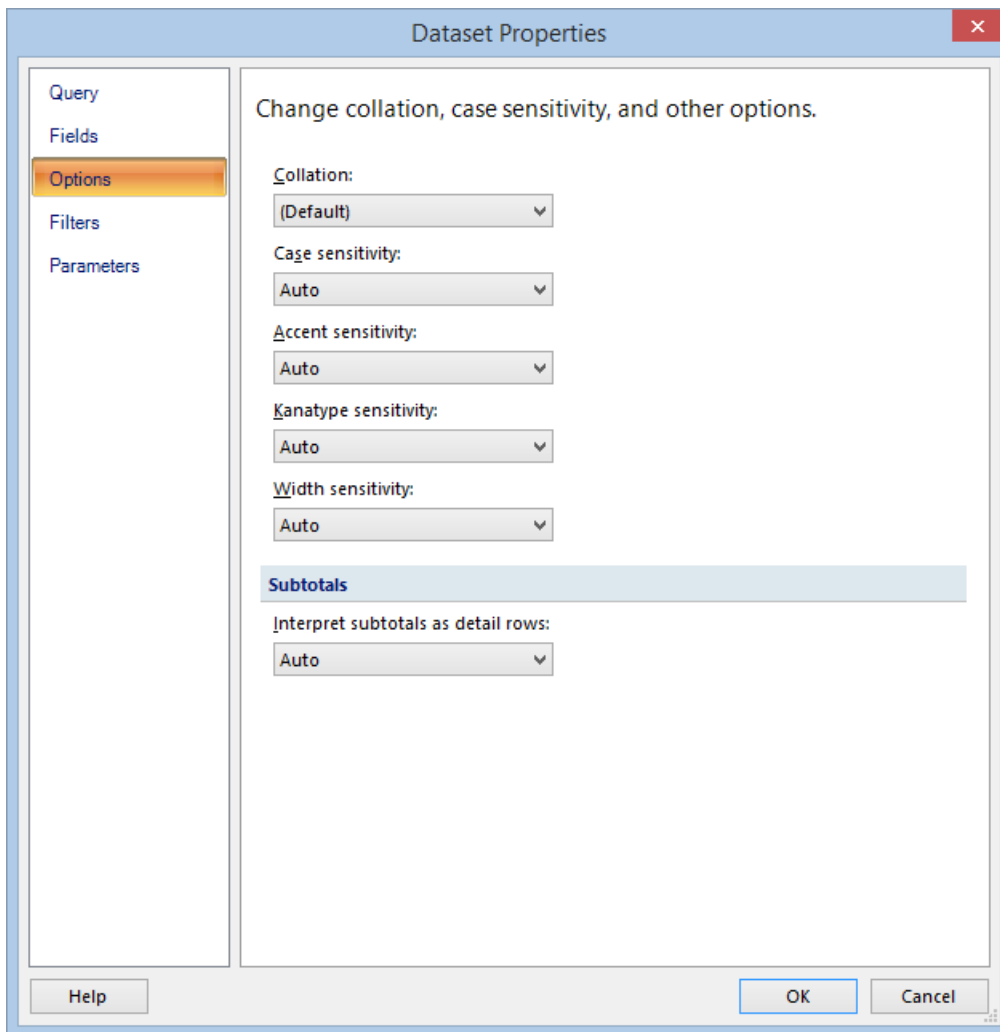 Dataset Properties
Query
Fields
Options
Filters
Parameters
Change collation, case sensitivity, and other options.
Collation:
(Default)
Case sensitivity:
Auto
Accent sensitivity:
Auto
Kanatype sensitivity:
Auto
Width sensitivity:
Auto
Subtotals
Interpret subtotals as detail rows:
Auto
Help
OK
Cancel